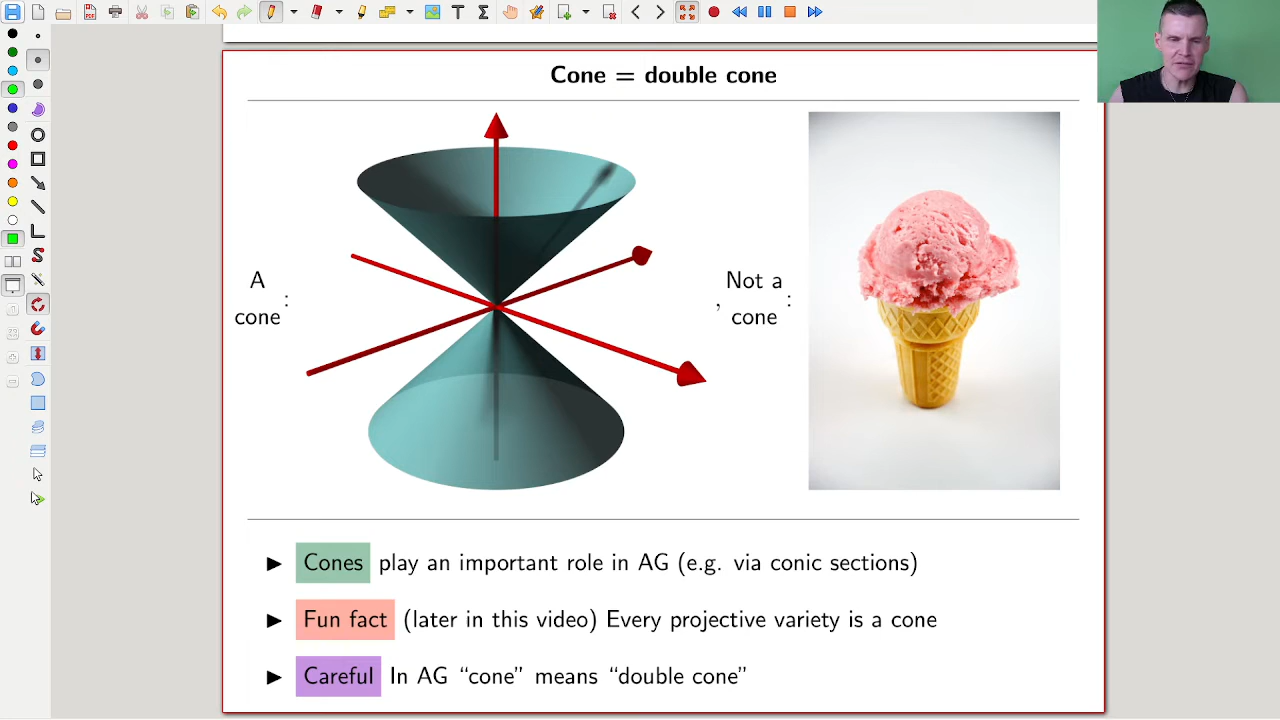 Cone = double cone
A
cone
:
, Not a
cone
:
► Cones play an important role in AG (e.g. via conic sections)
► Fun fact (later in this video) Every projective variety is a cone
► Careful In AG “cone” means “double cone”